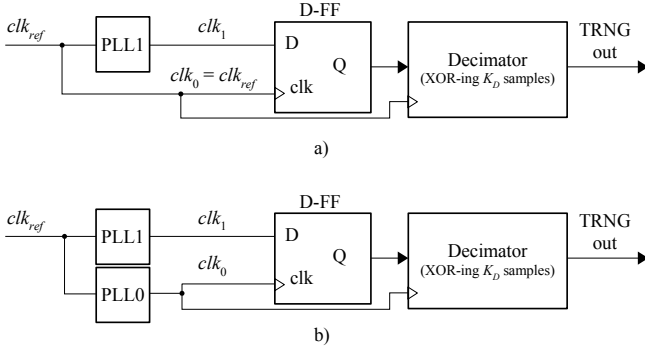 D-FF
TRNG out
clk_ref
PLL1
clk_1
D
Q
clk_0 = clk_ref
clk
Decimator
(XOR-ing K_D samples)
a)
D-FF
TRNG out
clk_ref
PLL1
clk_1
D
Q
PLL0
clk_0
clk
Decimator
(XOR-ing K_D samples)
b)